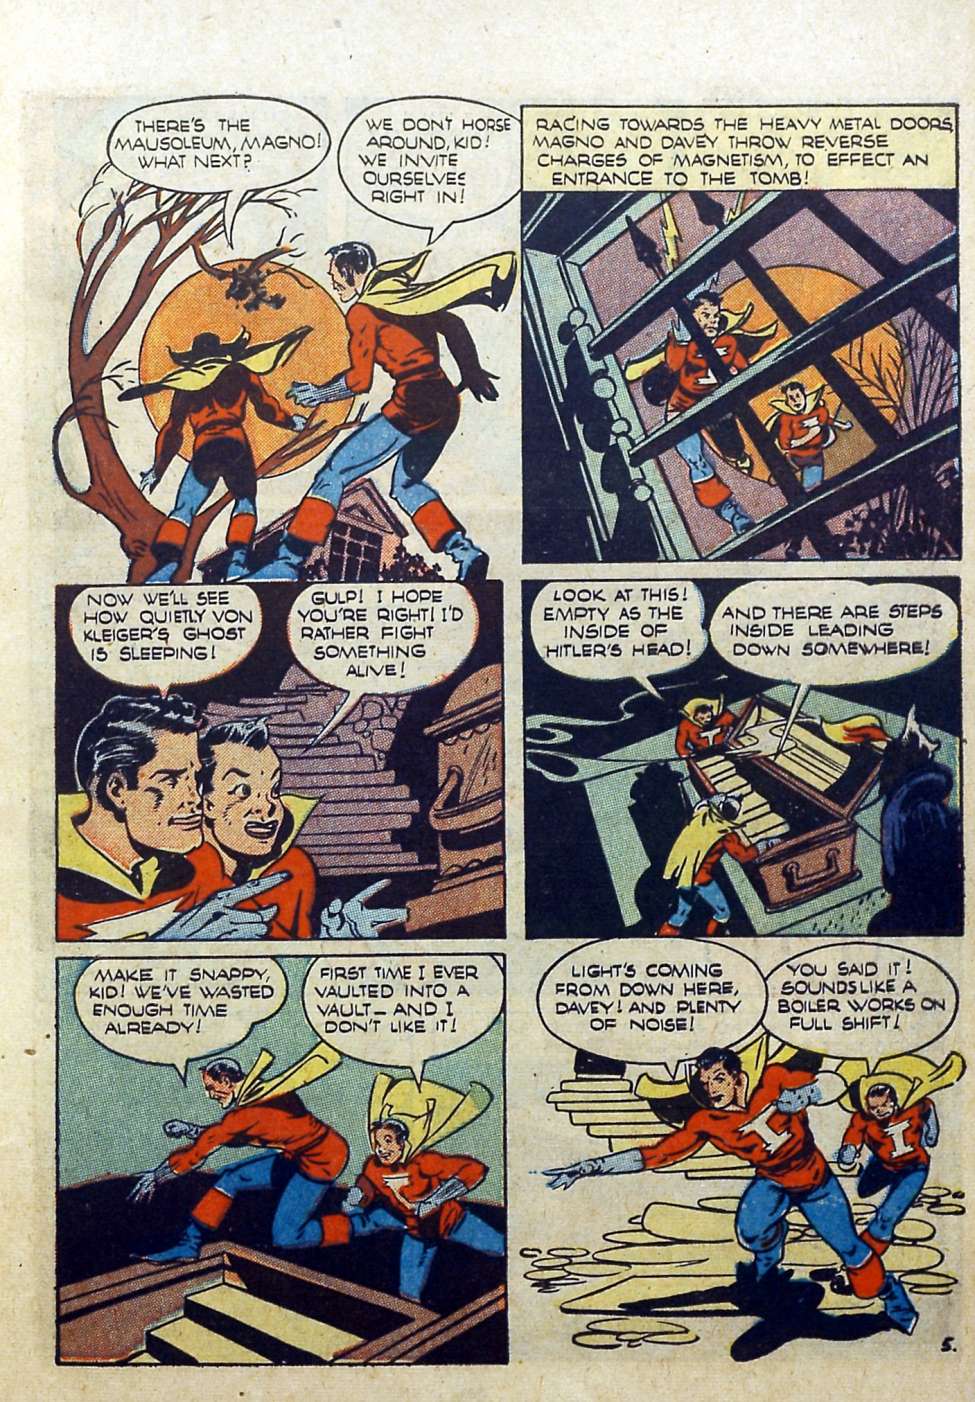 THERE'S THE
MAUSOLEUM, MAGNO!
WHAT NEXT?
WE DON'T HORSE
AROUND, KID!
WE INVITE
OURSELVES
RIGHT IN!
RACING TOWARDS THE HEAVY METAL DOORS,
MAGNO AND DAVEY THROW REVERSE
CHARGES OF MAGNETISM, TO EFFECT AN
ENTRANCE TO THE TOMB!
NOW WE'LL SEE
HOW QUIETLY VON
KLEIGER'S GHOST
IS SLEEPING!
GULP! I HOPE
YOU'RE RIGHT! I'D
RATHER FIGHT
SOMETHING
ALIVE!
LOOK AT THIS!
EMPTY AS THE
INSIDE OF
HITLER'S HEAD!
AND THERE ARE STEPS
INSIDE LEADING
DOWN SOMEWHERE!
MAKE IT SNAPPY,
KID! WE'VE WASTED
ENOUGH TIME
ALREADY!
FIRST TIME I EVER
VAULTED INTO A
VAULT - AND I
DON'T LIKE IT!
LIGHT'S COMING
FROM DOWN HERE,
DAVEY! AND PLENTY
OF NOISE!
YOU SAID IT!
SOUNDS LIKE A
BOILER WORKS ON
FULL SHIFT!
I
I
5.